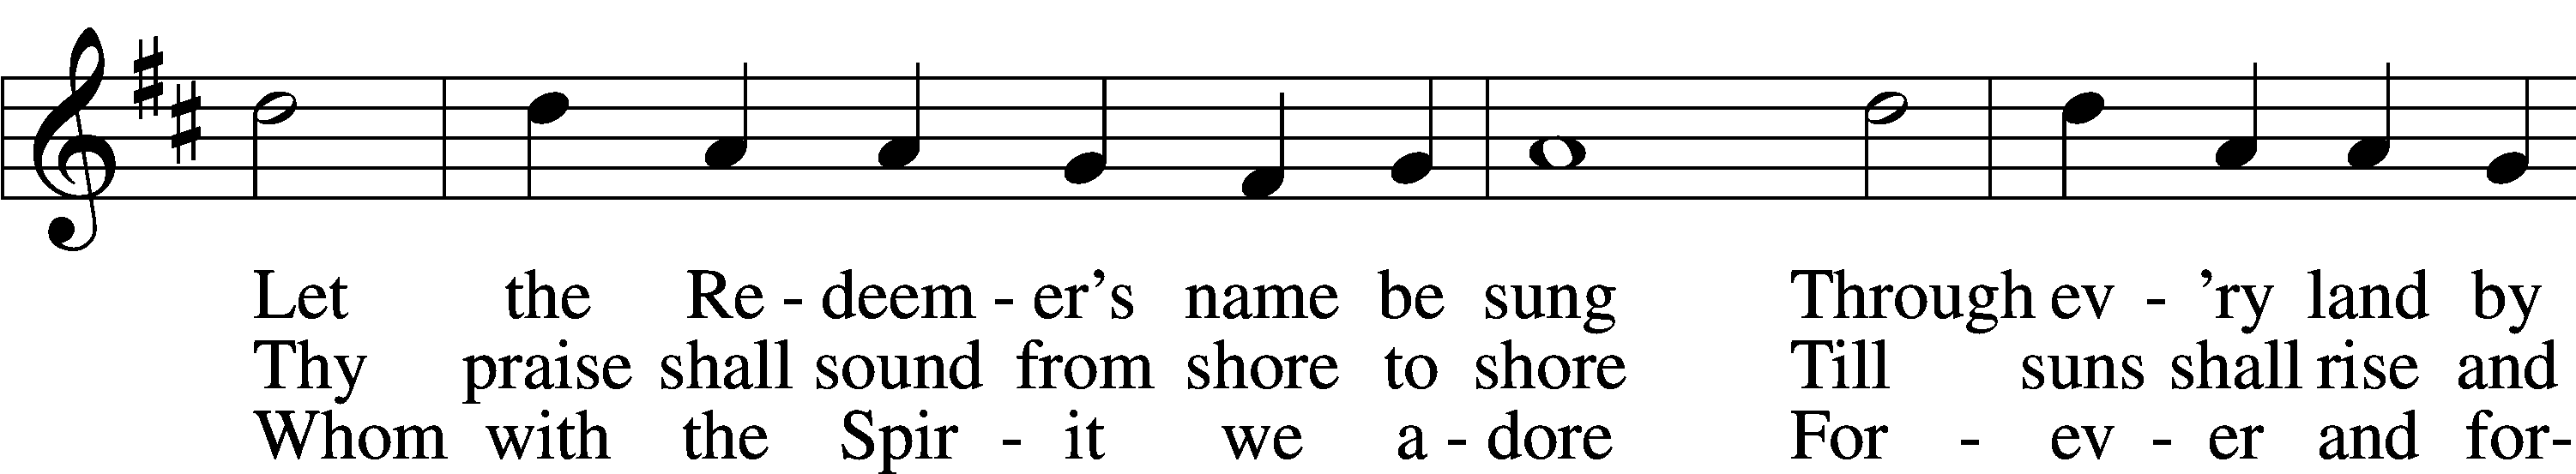 Let the Re - deem - er's name be sung Through ev - 'ry land by
Thy praise shall sound from shore to shore Till suns shall rise and
Whom with the Spir - it we a - dore For - ev - er and for-